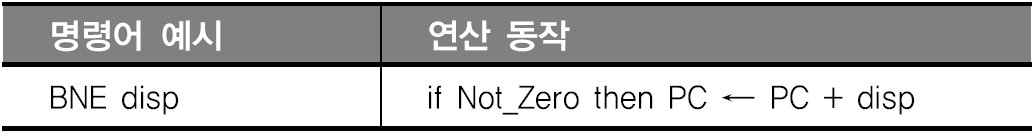 명령어 예시 연산 동작
BNE disp if Not_Zero then PC ← PC + disp